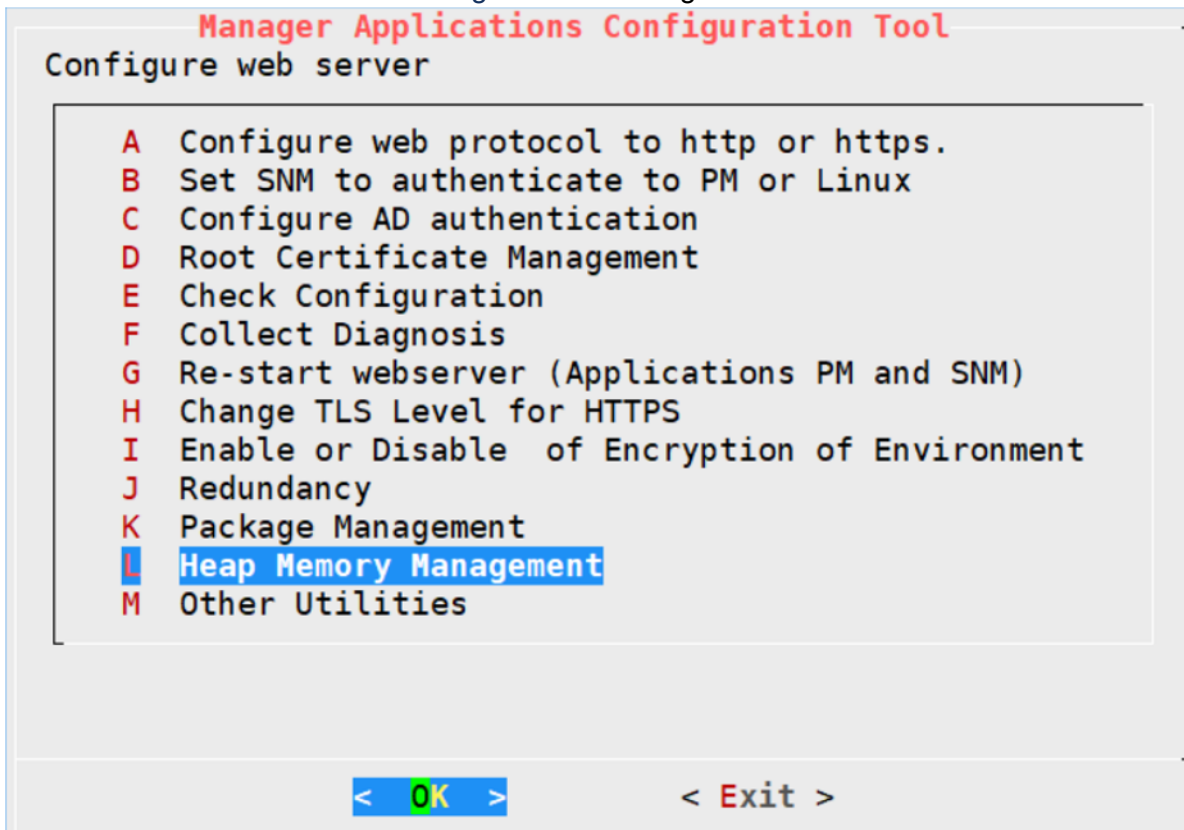 Manager Applications Configuration Tool
Configure web server
A Configure web protocol to http or https.
B Set SNM to authenticate to PM or Linux
C Configure AD authentication
D Root Certificate Management
E Check Configuration
F Collect Diagnosis
G Re-start webserver (Applications PM and SNM)
H Change TLS Level for HTTPS
I Enable or Disable  of Encryption of Environment
J Redundancy
K Package Management
L Heap Memory Management
M Other Utilities
<  OK  > < Exit >